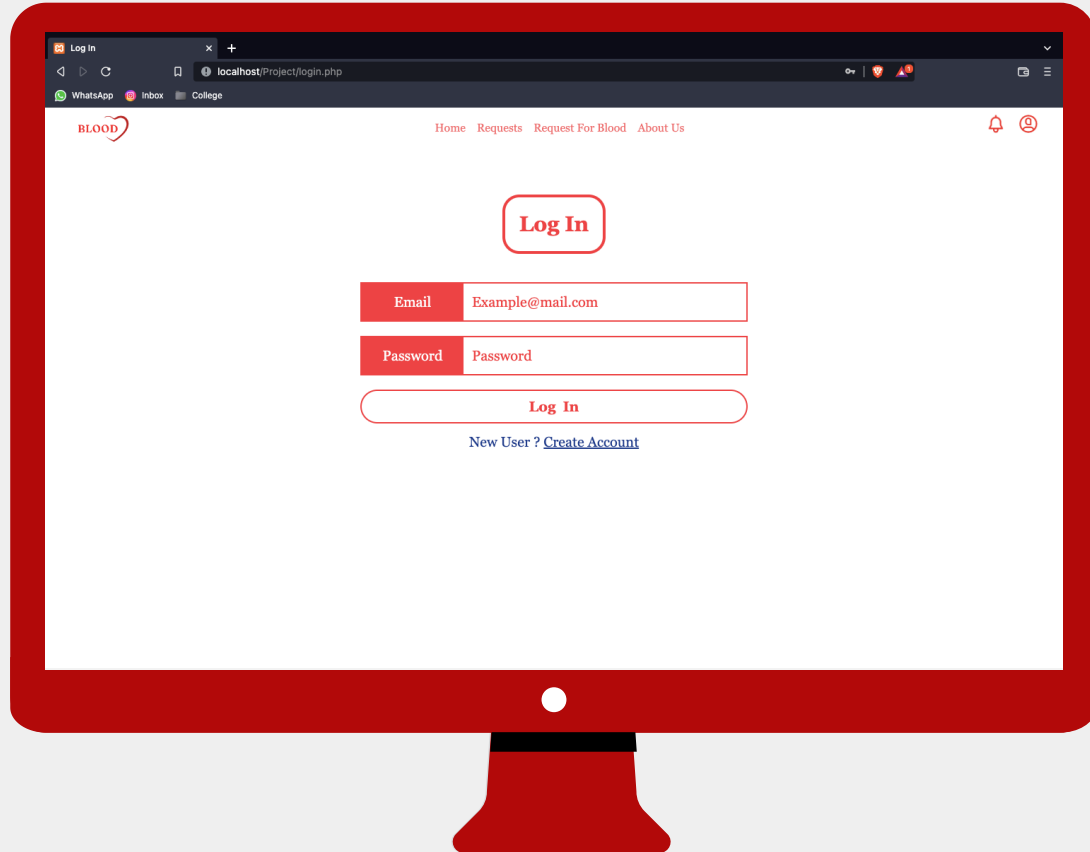 Log In
localhost/Project/login.php
1
WhatsApp Inbox College
BLOOD
Home Requests Request For Blood About Us
Log In
Email Example@mail.com
Password Password
Log In
New User ? Create Account